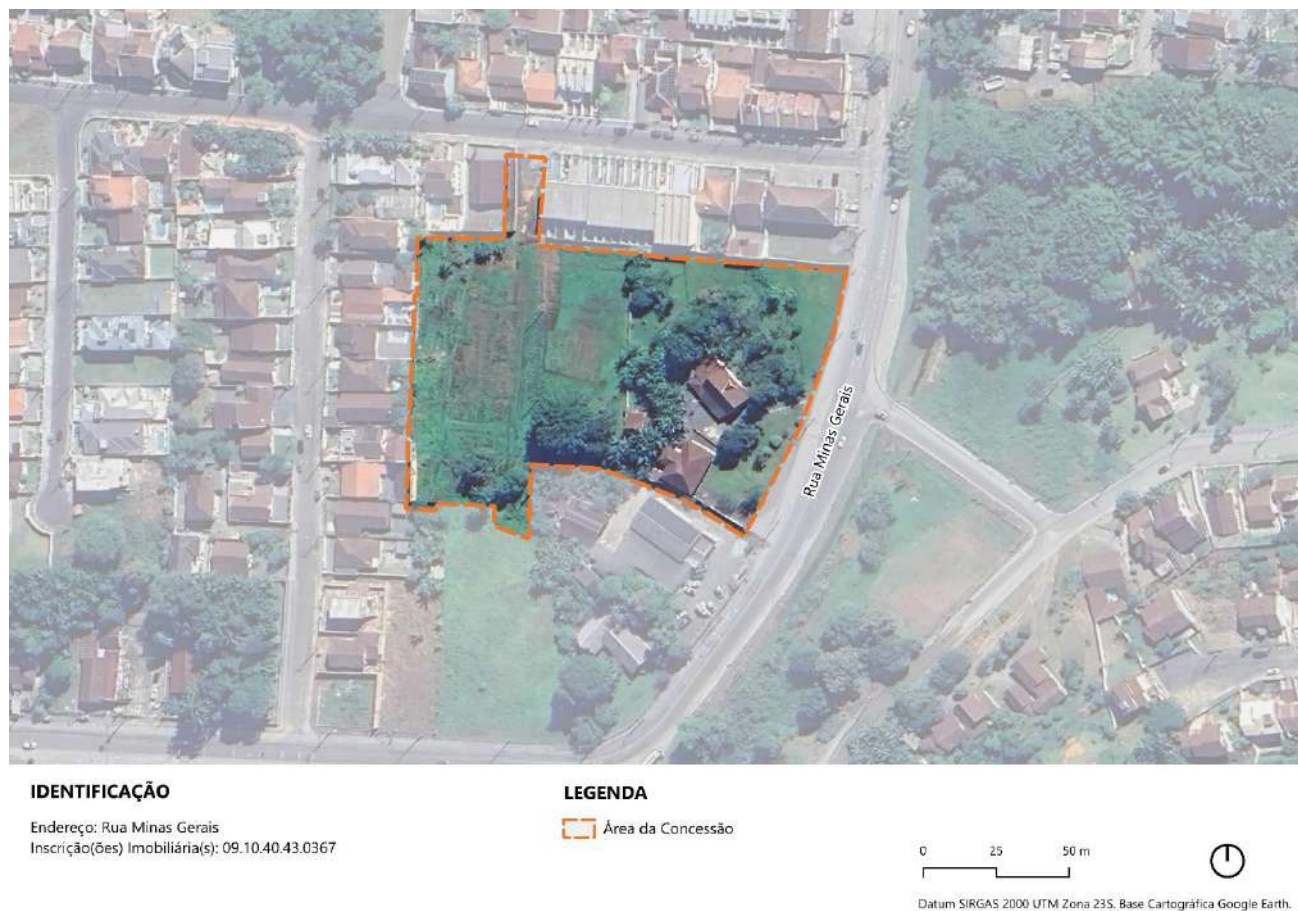 Rua Minas Gerais
IDENTIFICAÇÃO
Endereço: Rua Minas Gerais
Inscrição(ões) Imobiliária(s): 09.10.40.43.0367
LEGENDA
Área da Concessão
0 25 50 m
Datum SIRGAS 2000 UTM Zona 23S. Base Cartográfica Google Earth.